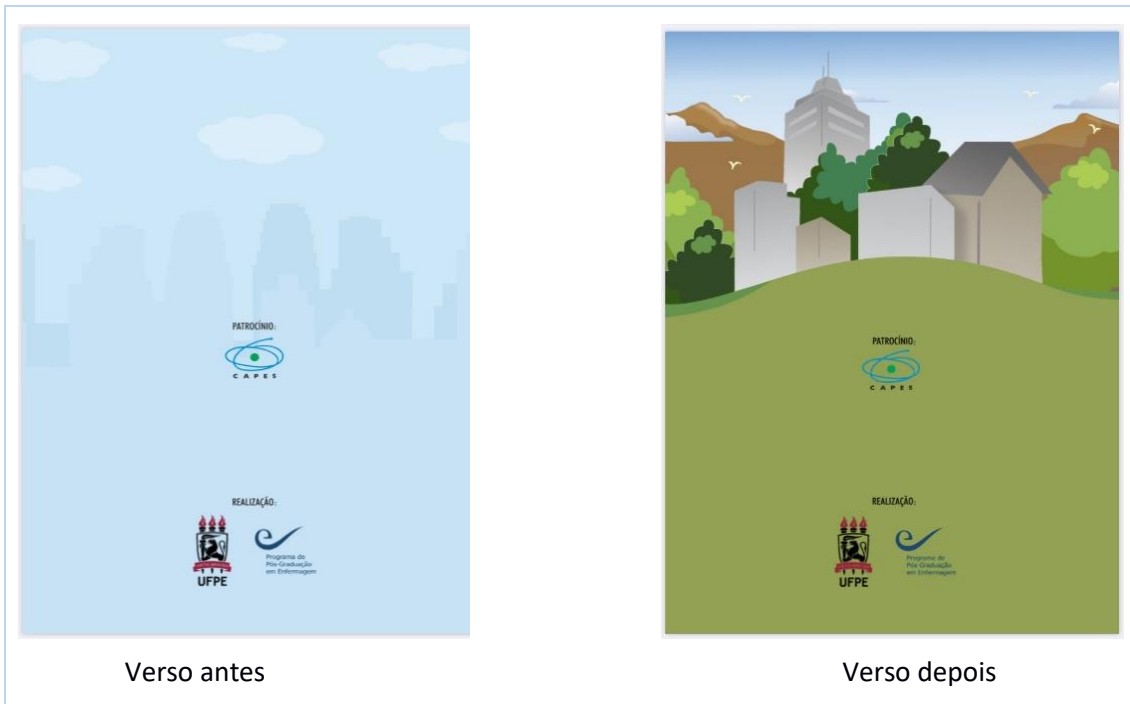 PATROCÍNIO:
CAPES
REALIZAÇÃO:
UFPE
Programa de
Pós-Graduação
em Enfermagem
Verso antes
PATROCÍNIO:
CAPES
REALIZAÇÃO:
UFPE
Programa de
Pós-Graduação
em Enfermagem
Verso depois